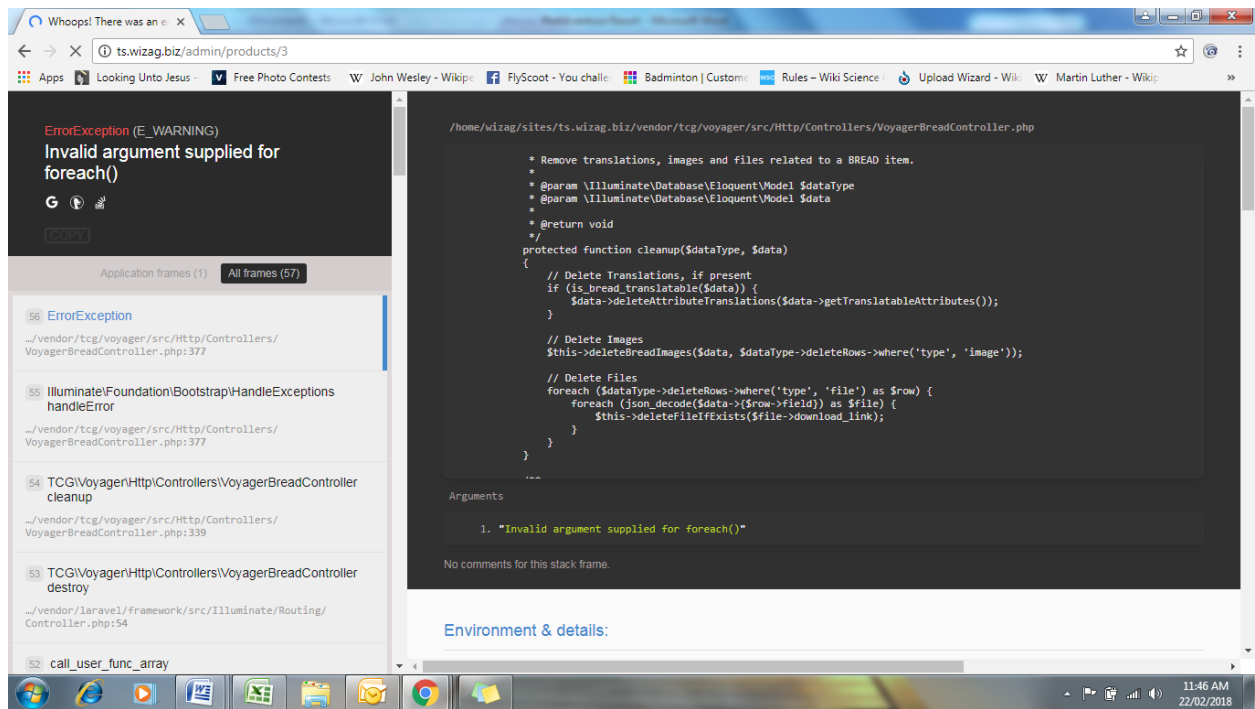 Whoops! There was an e
ts.wizag.biz/admin/products/3
Apps Looking Unto Jesus - Free Photo Contests - John Wesley - Wikipe FlyScoot - You challe Badminton | Custome Rules – Wiki Science Upload Wizard - Wik Martin Luther - Wikip »
ErrorException (E_WARNING)
Invalid argument supplied for
foreach()
COPY
Application frames (1) All frames (57)
56 ErrorException
…/vendor/tcg/voyager/src/Http/Controllers/
VoyagerBreadController.php:377
55 Illuminate\Foundation\Bootstrap\HandleExceptions
handleError
…/vendor/tcg/voyager/src/Http/Controllers/
VoyagerBreadController.php:377
54 TCG\Voyager\Http\Controllers\VoyagerBreadController
cleanup
…/vendor/tcg/voyager/src/Http/Controllers/
VoyagerBreadController.php:339
53 TCG\Voyager\Http\Controllers\VoyagerBreadController
destroy
…/vendor/laravel/framework/src/Illuminate/Routing/
Controller.php:54
52 call_user_func_array
/home/wizag/sites/ts.wizag.biz/vendor/tcg/voyager/src/Http/Controllers/VoyagerBreadController.php
* Remove translations, images and files related to a BREAD item.
*
* @param \Illuminate\Database\Eloquent\Model $dataType
* @param \Illuminate\Database\Eloquent\Model $data
*
* @return void
*/
protected function cleanup($dataType, $data)
{
// Delete Translations, if present
if (is_bread_translatable($data)) {
$data->deleteAttributeTranslations($data->getTranslatableAttributes());
}
// Delete Images
$this->deleteBreadImages($data, $dataType->deleteRows->where('type', 'image'));
// Delete Files
foreach ($dataType->deleteRows->where('type', 'file') as $row) {
foreach (json_decode($data->{$row->field}) as $file) {
$this->deleteFileIfExists($file->download_link);
}
}
}
/**
Arguments
1. "Invalid argument supplied for foreach()"
No comments for this stack frame.
Environment & details:
11:46 AM
22/02/2018